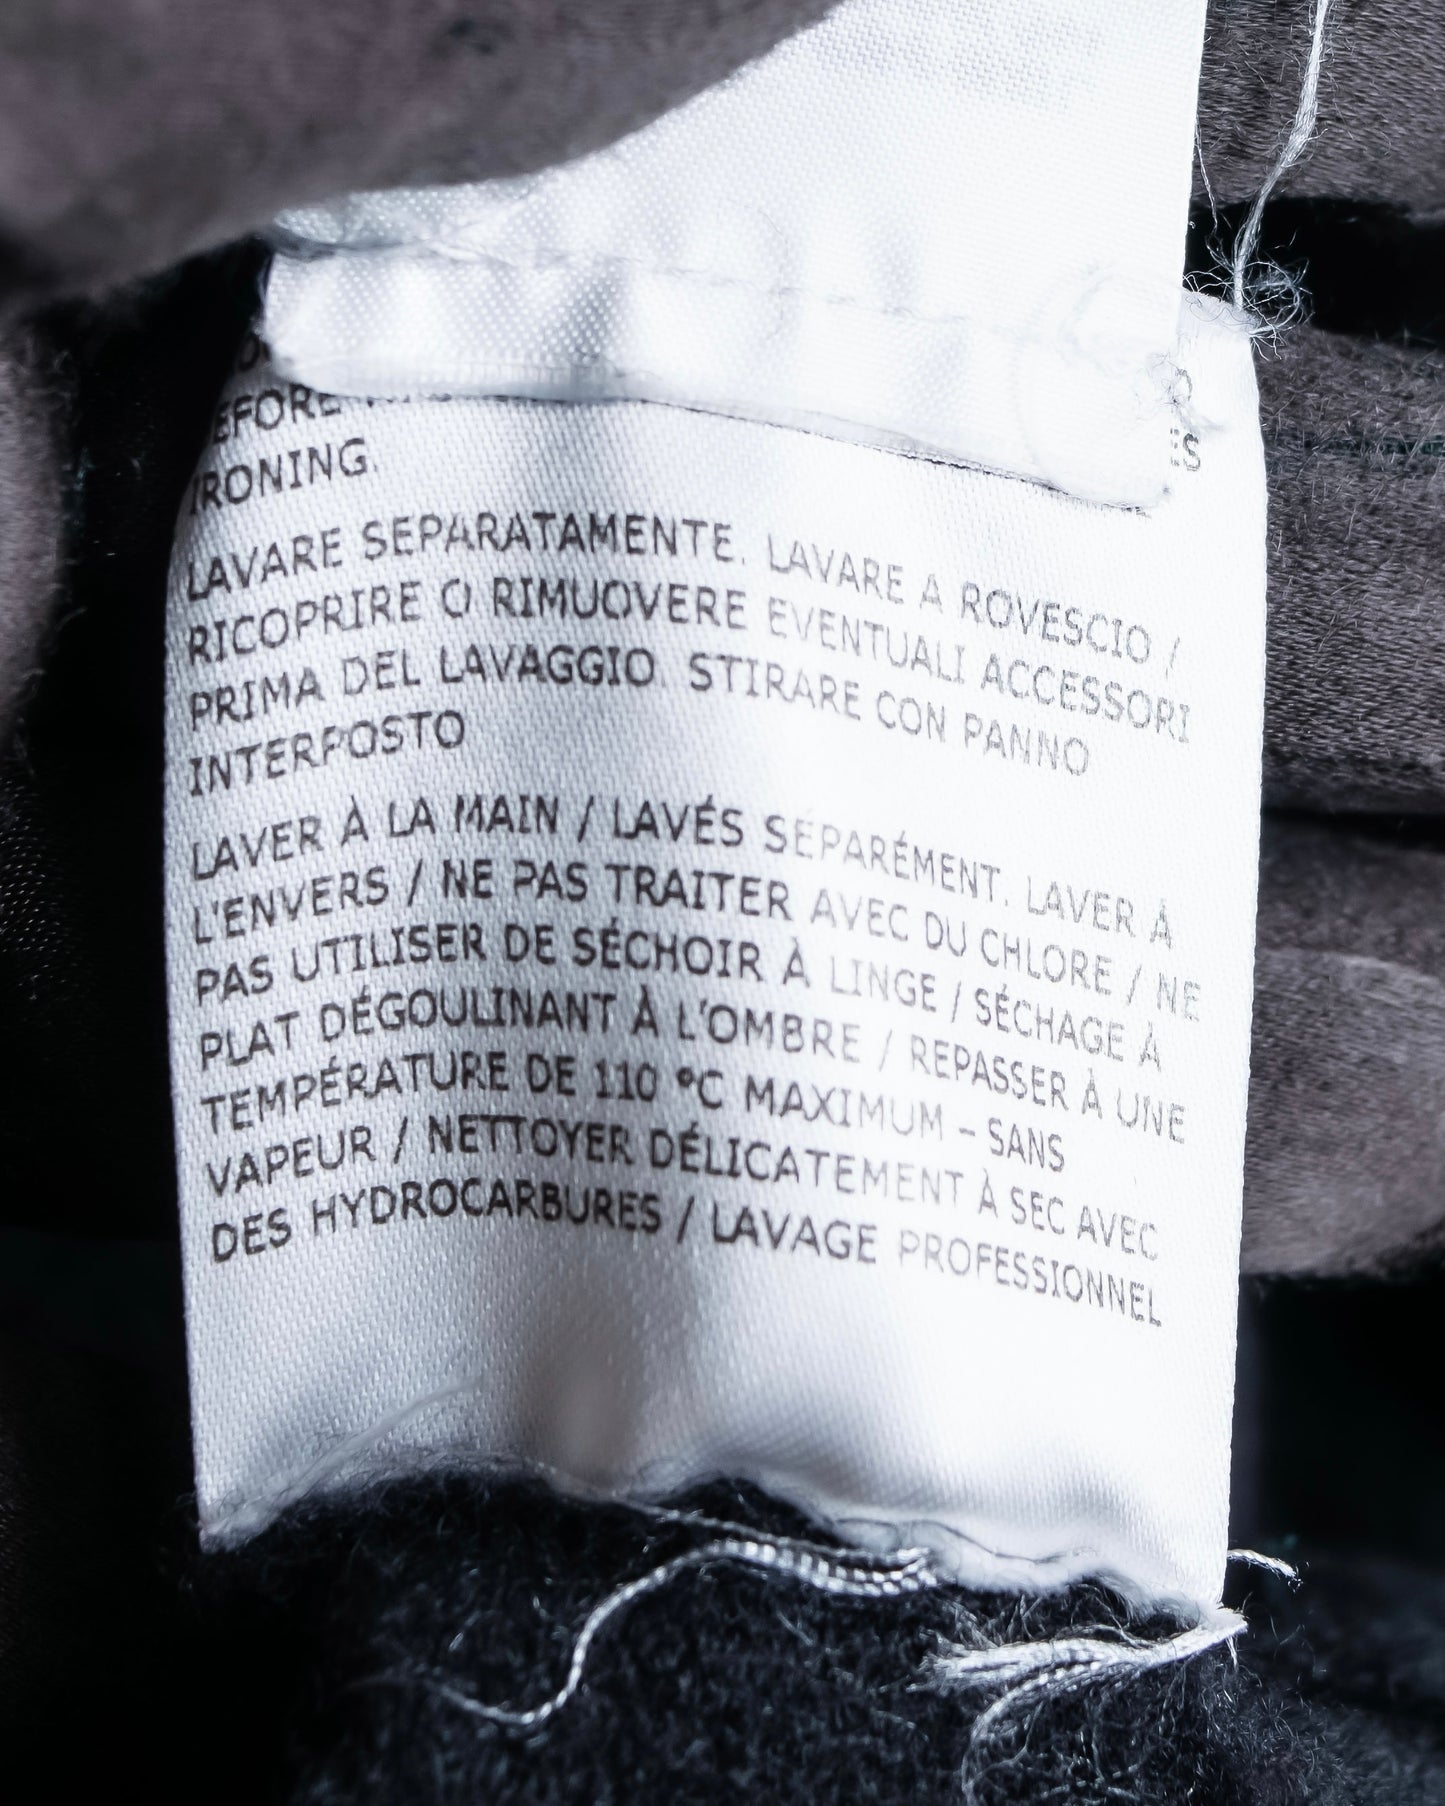 IRONING.
LAVARE SEPARATAMENTE. LAVARE A ROVESCIO /
RICOPRIRE O RIMUOVERE EVENTUALI ACCESSORI
PRIMA DEL LAVAGGIO. STIRARE CON PANNO
INTERPOSTO
LAVER À LA MAIN / LAVÉS SÉPARÉMENT. LAVER À
L'ENVERS / NE PAS TRAITER AVEC DU CHLORE / NE
PAS UTILISER DE SÉCHOIR À LINGE / SÉCHAGE À
PLAT DÉGOULINANT À L'OMBRE / REPASSER À UNE
TEMPÉRATURE DE 110 °C MAXIMUM – SANS
VAPEUR / NETTOYER DÉLICATEMENT À SEC AVEC
DES HYDROCARBURES / LAVAGE PROFESSIONNEL